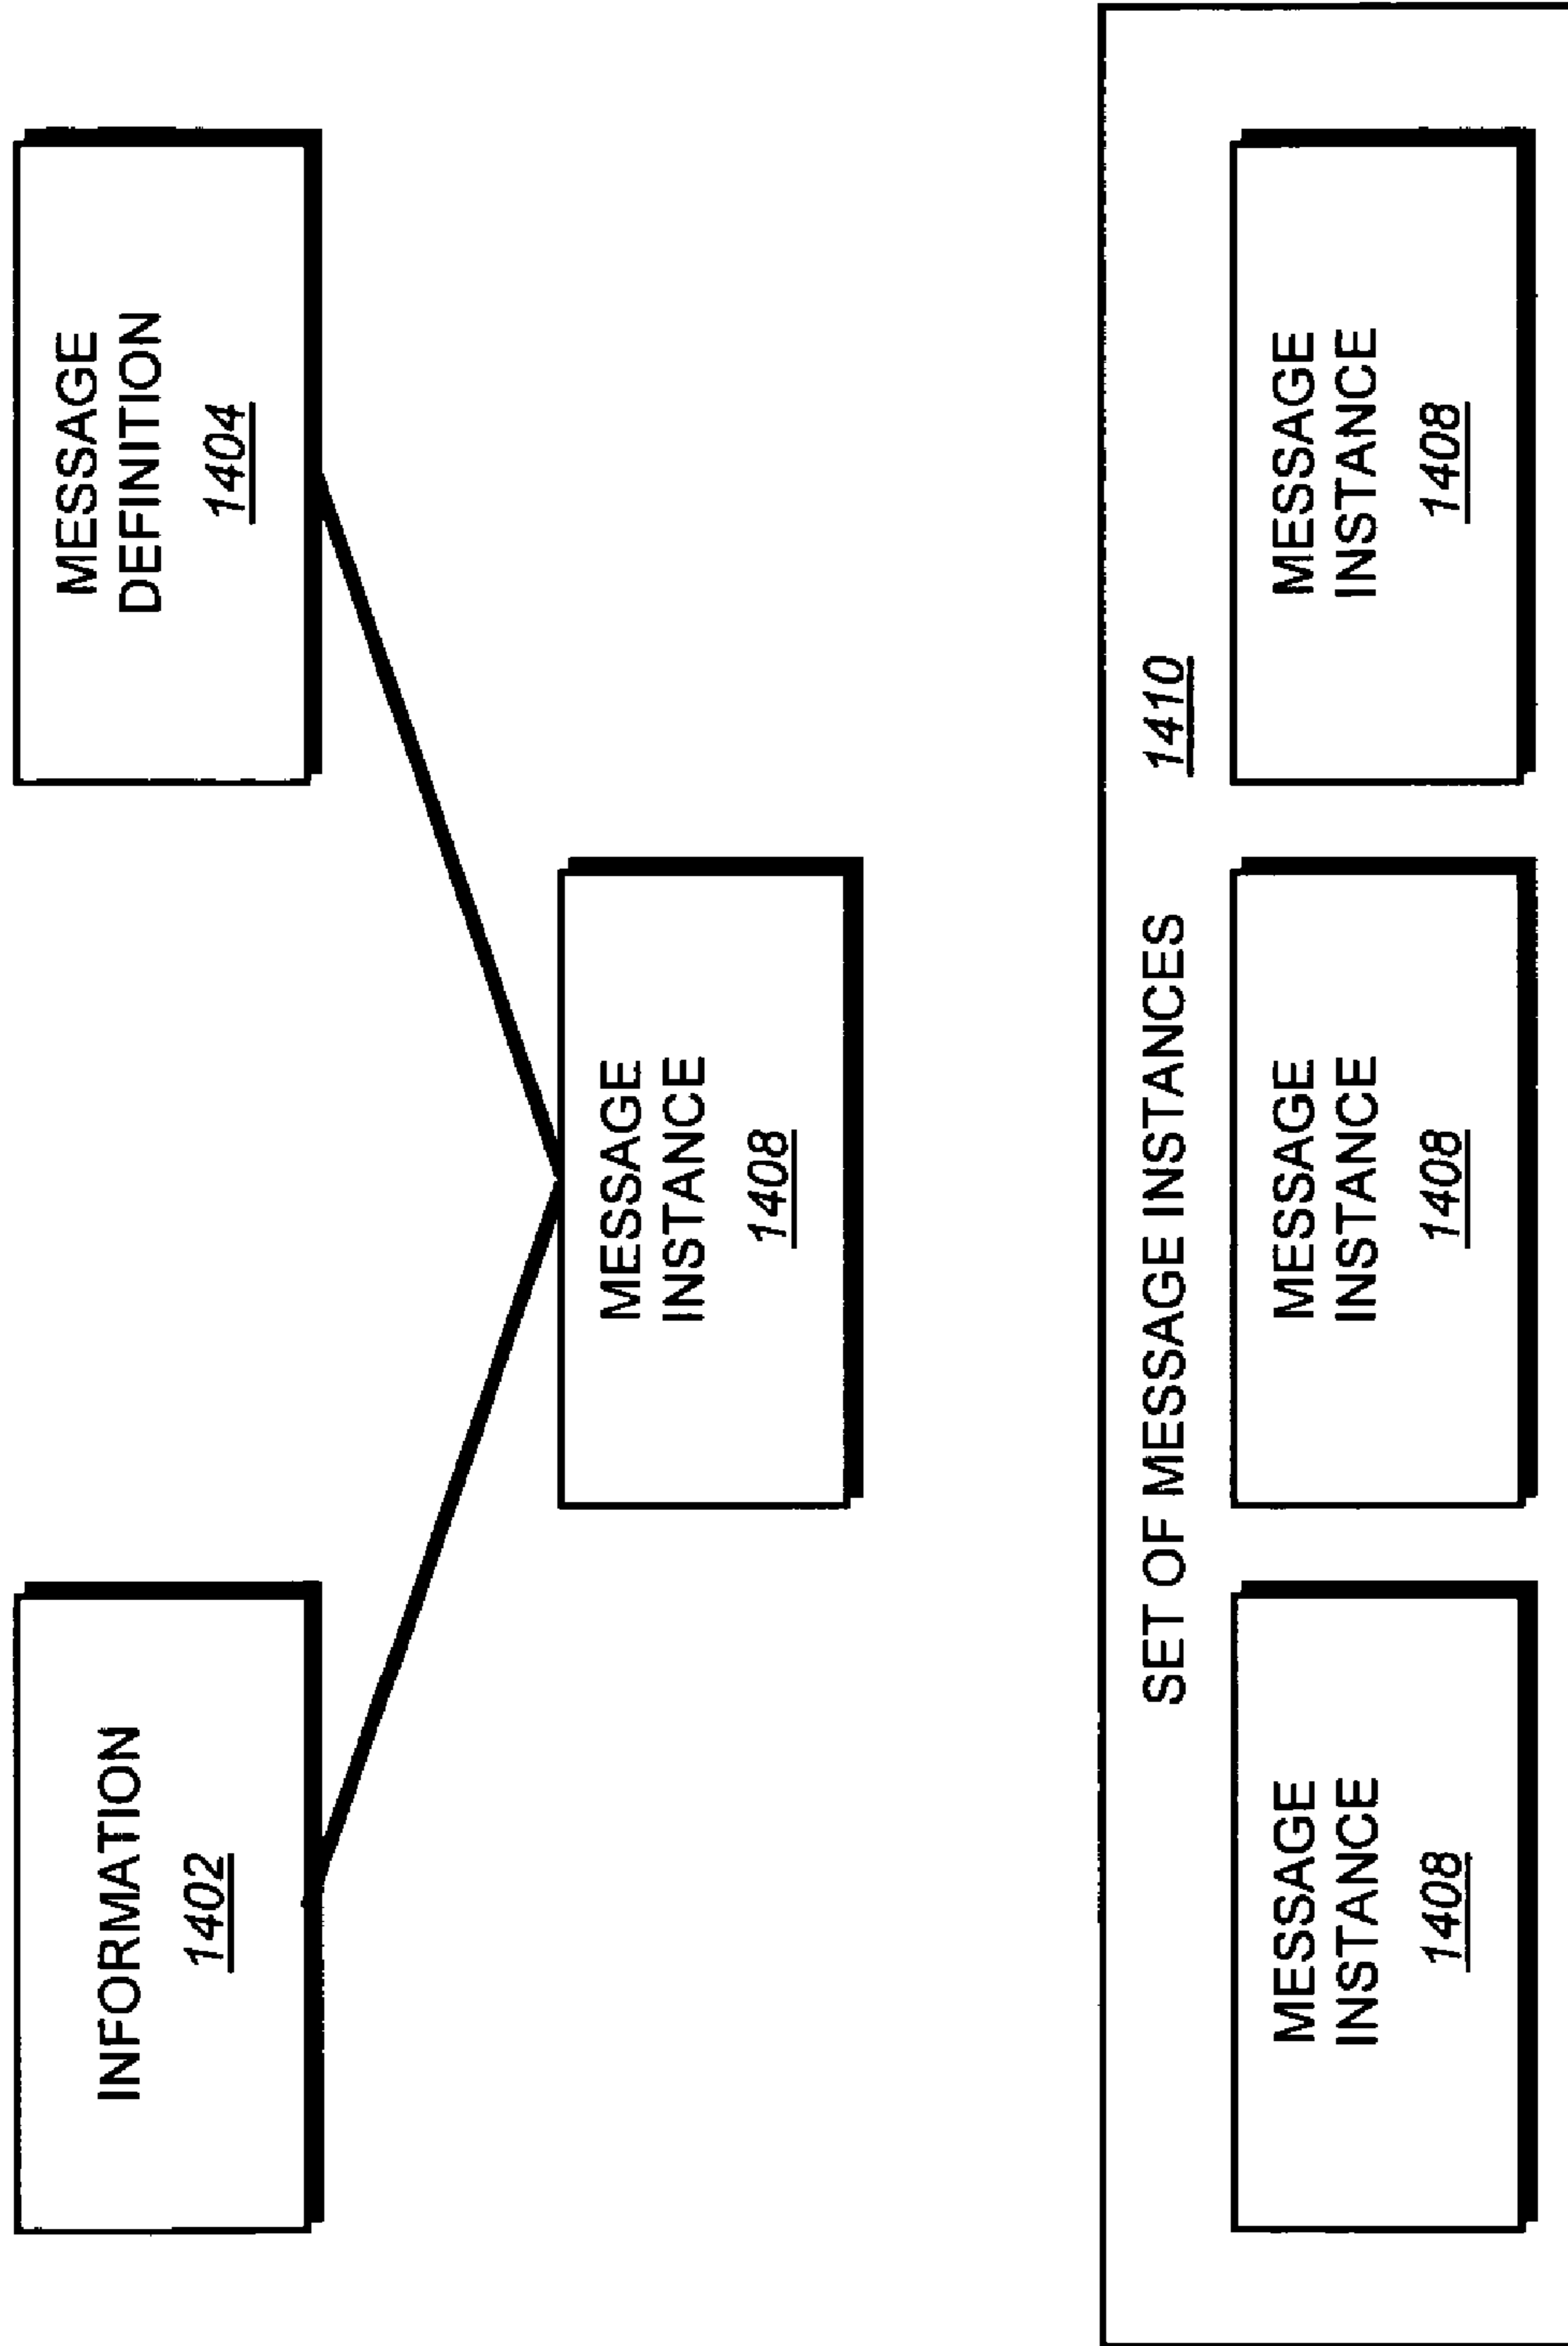 INFORMATION
1402
MESSAGE
DEFINITION
1404
MESSAGE
INSTANCE
1408
SET OF MESSAGE INSTANCES 1410
MESSAGE
INSTANCE
1408
MESSAGE
INSTANCE
1408
MESSAGE
INSTANCE
1408